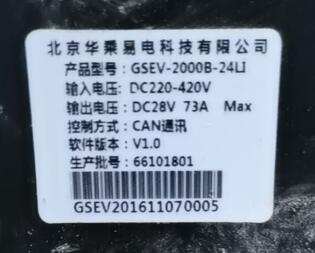 北京华乘易电科技有限公司
产品型号: GSEV-2000B-24LI
输入电压: DC220-420V
输出电压: DC28V 73A Max
控制方式: CAN通讯
软件版本: V1.0
生产批号: 66101801
GSEV201611070005